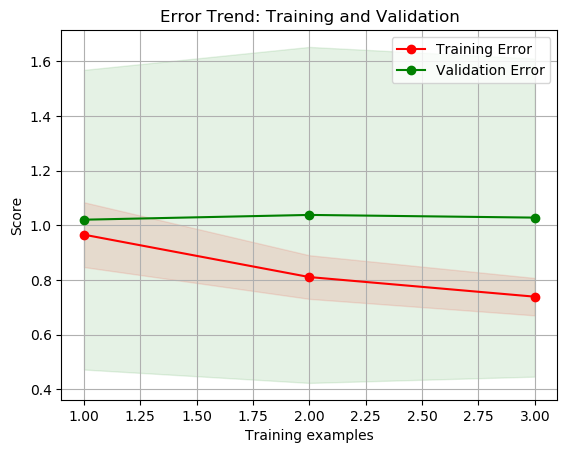 Error Trend: Training and Validation
Training Error
Validation Error
Score
1.6
1.4
1.2
1.0
0.8
0.6
0.4
1.00 1.25 1.50 1.75 2.00 2.25 2.50 2.75 3.00
Training examples